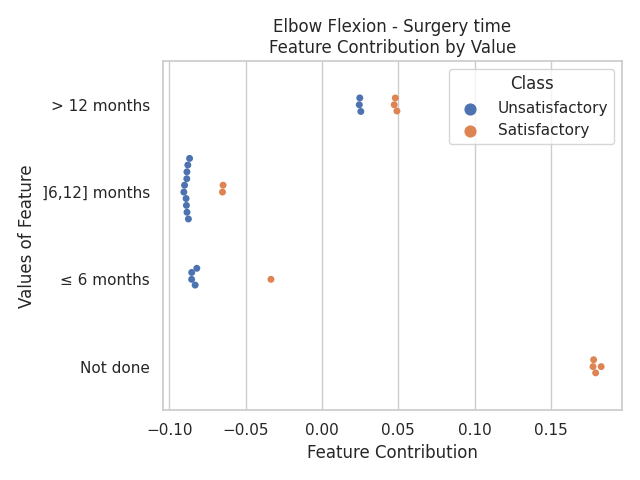 Elbow Flexion - Surgery time
Feature Contribution by Value
Class
Unsatisfactory
Satisfactory
Values of Feature
> 12 months
]6,12] months
≤ 6 months
Not done
−0.10 −0.05 0.00 0.05 0.10 0.15
Feature Contribution